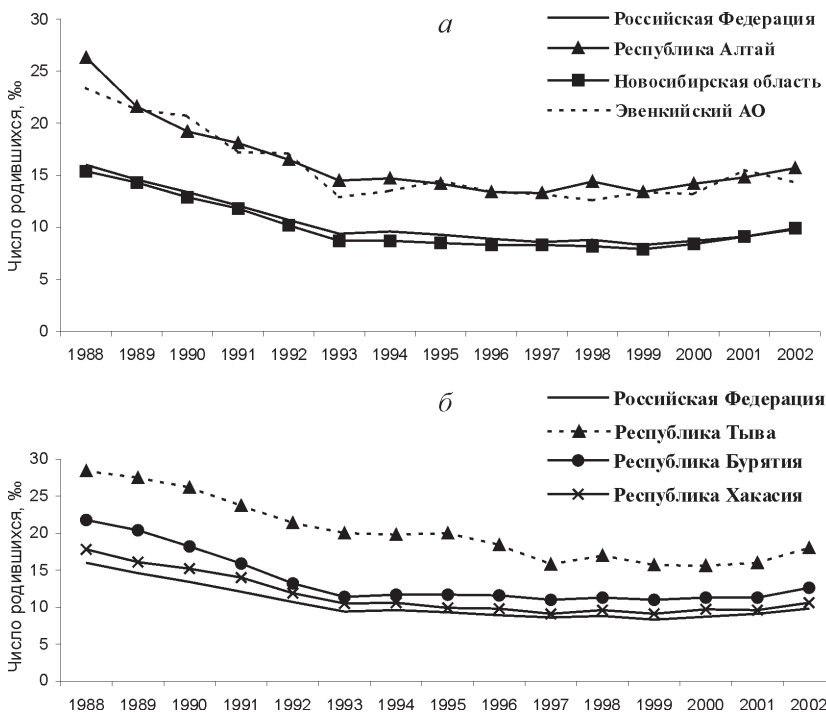 а
Российская Федерация
Республика Алтай
Новосибирская область
Эвенкийский АО
Число родившихся, ‰
30
25
20
15
10
5
0
1988 1989 1990 1991 1992 1993 1994 1995 1996 1997 1998 1999 2000 2001 2002
б
Российская Федерация
Республика Тыва
Республика Бурятия
Республика Хакасия
Число родившихся, ‰
30
25
20
15
10
5
0
1988 1989 1990 1991 1992 1993 1994 1995 1996 1997 1998 1999 2000 2001 2002